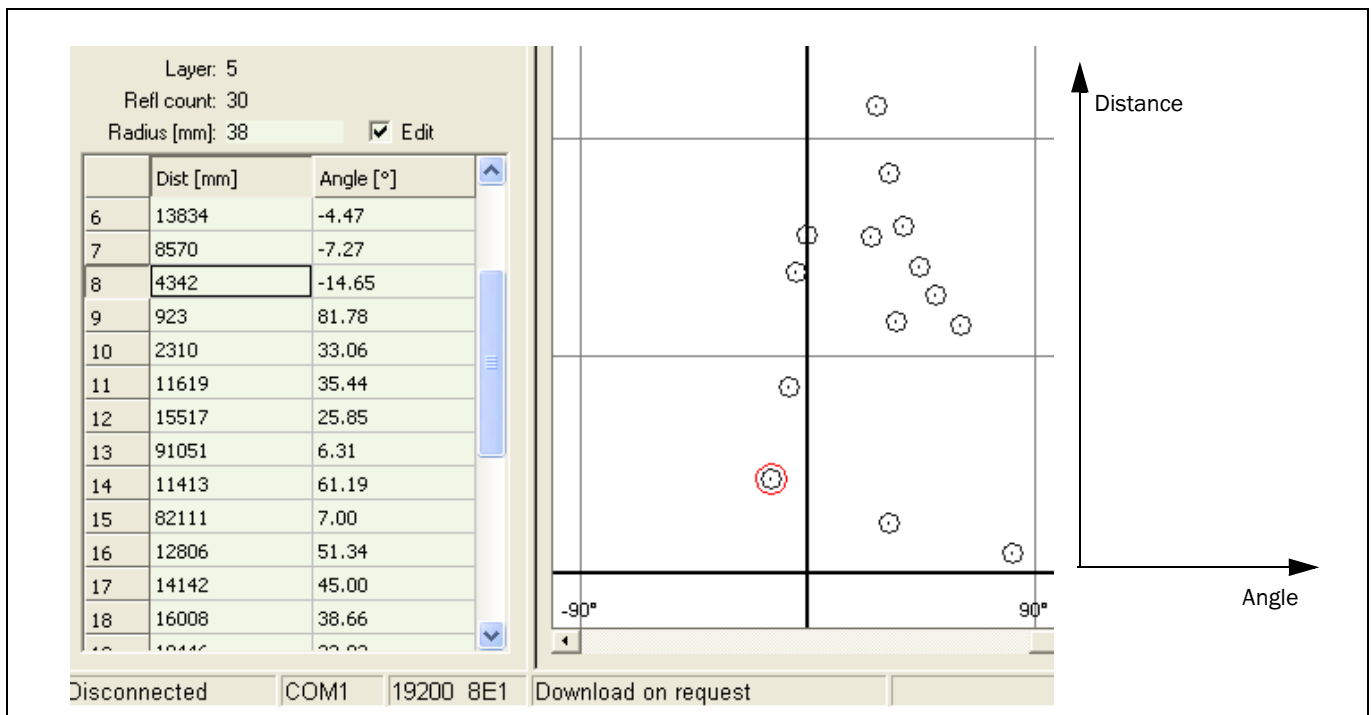 Layer: 5
Refl count: 30
Radius [mm]: 38 Edit
Dist [mm] Angle [°]
6 13834 -4.47
7 8570 -7.27
8 4342 -14.65
9 923 81.78
10 2310 33.06
11 11619 35.44
12 15517 25.85
13 91051 6.31
14 11413 61.19
15 82111 7.00
16 12806 51.34
17 14142 45.00
18 16008 38.66
-90° 90°
Distance
Angle
Disconnected COM1 19200 8E1 Download on request